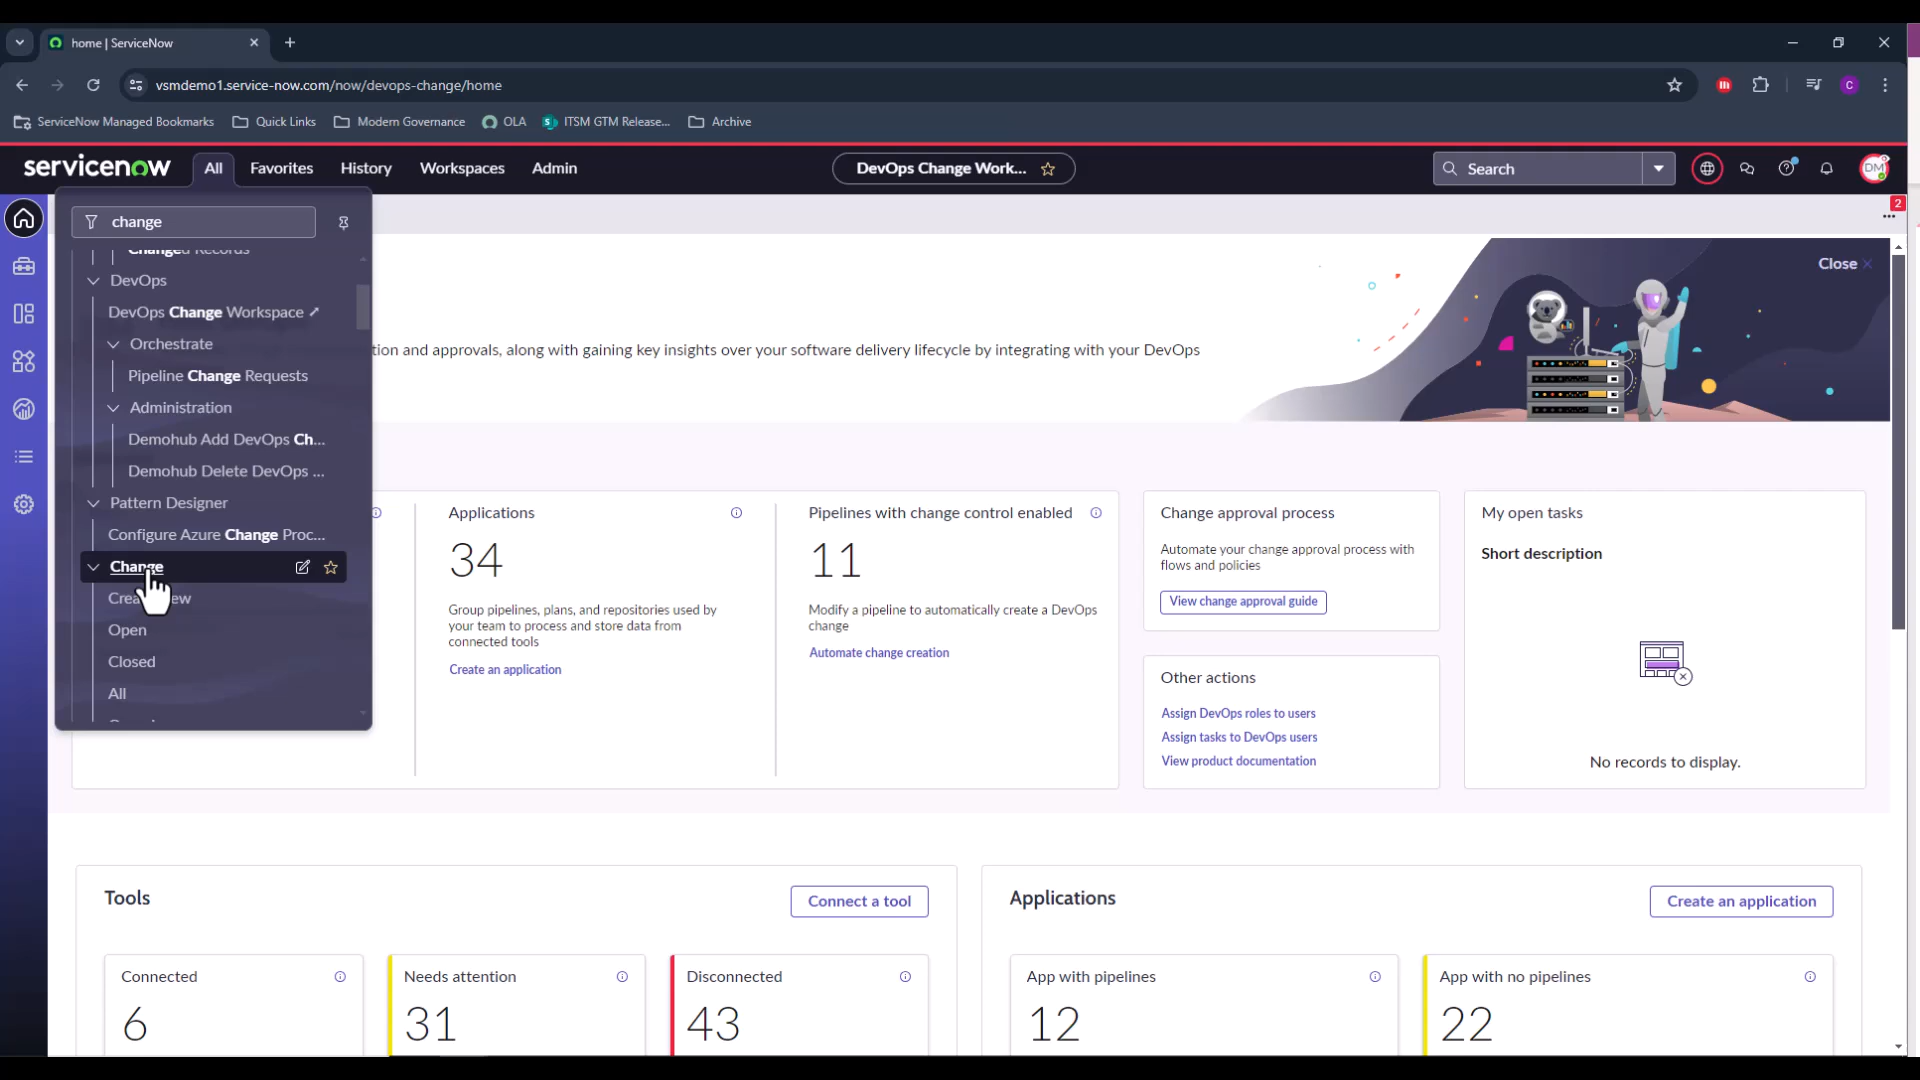 home | ServiceNow
vsmdemo1.service-now.com/now/devops-change/home
m
C
ServiceNow Managed Bookmarks
Quick Links
Modern Governance
OLA
S
ITSM GTM Release...
Archive
servicenow
All
Favorites
History
Workspaces
Admin
DevOps Change Work...
Search
DM
change
2
Changed Records
DevOps
DevOps Change Workspace
Orchestrate
Pipeline Change Requests
Administration
Demohub Add DevOps Ch...
Demohub Delete DevOps ...
Pattern Designer
Configure Azure Change Proc...
Change
Open
Closed
All
Close
tion and approvals, along with gaining key insights over your software delivery lifecycle by integrating with your DevOps
Applications
34
Group pipelines, plans, and repositories used by
your team to process and store data from
connected tools
Create an application
Pipelines with change control enabled
11
Modify a pipeline to automatically create a DevOps
change
Automate change creation
Change approval process
Automate your change approval process with
flows and policies
View change approval guide
Other actions
Assign DevOps roles to users
Assign tasks to DevOps users
View product documentation
My open tasks
Short description
No records to display.
Tools
Connect a tool
Connected
6
Needs attention
31
Disconnected
43
Applications
Create an application
App with pipelines
12
App with no pipelines
22